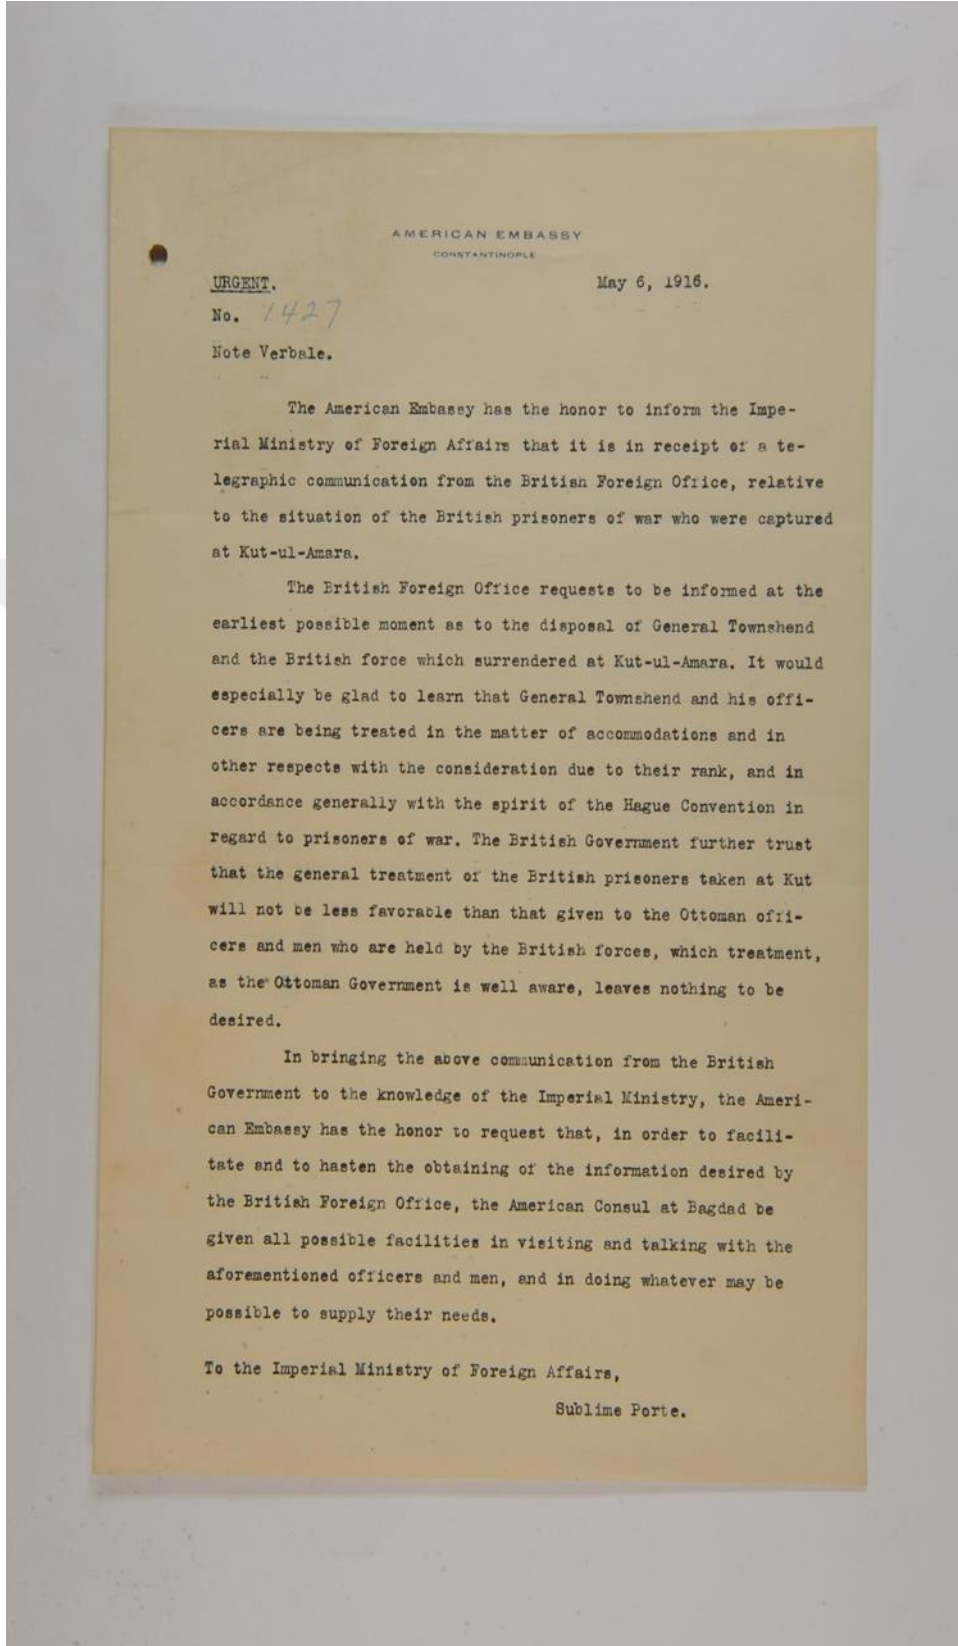 AMERICAN EMBASSY
CONSTANTINOPLE
URGENT. May 6, 1916.
No. 1427
Note Verbale.
The American Embassy has the honor to inform the Impe-
rial Ministry of Foreign Affairs that it is in receipt of a te-
legraphic communication from the British Foreign Office, relative
to the situation of the British prisoners of war who were captured
at Kut-ul-Amara.
The British Foreign Office requests to be informed at the
earliest possible moment as to the disposal of General Townshend
and the British force which surrendered at Kut-ul-Amara. It would
especially be glad to learn that General Townshend and his offi-
cers are being treated in the matter of accommodations and in
other respects with the consideration due to their rank, and in
accordance generally with the spirit of the Hague Convention in
regard to prisoners of war. The British Government further trust
that the general treatment of the British prisoners taken at Kut
will not be less favorable than that given to the Ottoman offi-
cers and men who are held by the British forces, which treatment,
as the Ottoman Government is well aware, leaves nothing to be
desired.
In bringing the above communication from the British
Government to the knowledge of the Imperial Ministry, the Ameri-
can Embassy has the honor to request that, in order to facili-
tate and to hasten the obtaining of the information desired by
the British Foreign Office, the American Consul at Bagdad be
given all possible facilities in visiting and talking with the
aforementioned officers and men, and in doing whatever may be
possible to supply their needs.
To the Imperial Ministry of Foreign Affairs,
Sublime Porte.